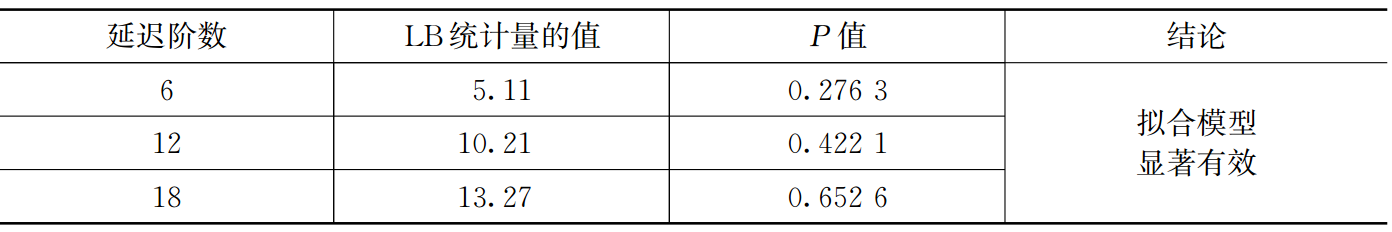 延迟阶数 LB统计量的值 P值 结论
6 5.11 0.276 3
12 10.21 0.422 1
18 13.27 0.652 6
拟合模型
显著有效